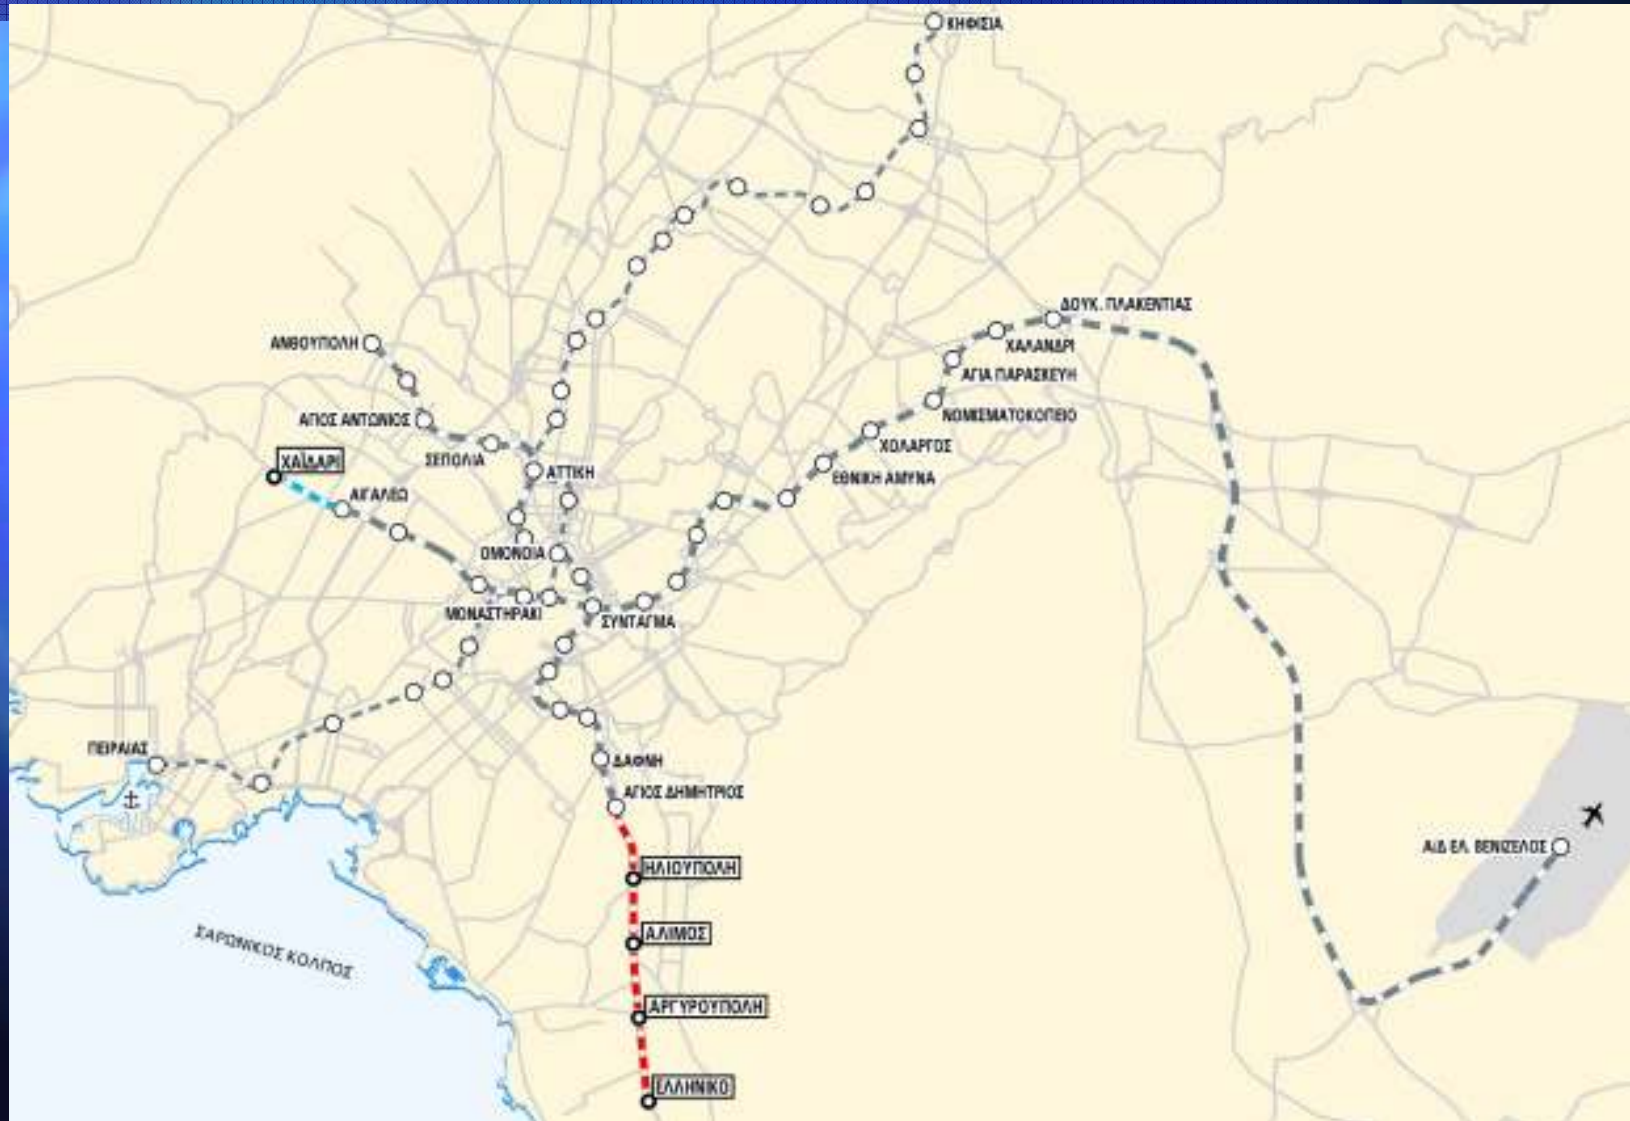 ΚΗΦΙΣΙΑ
ΔΟΥΚ. ΠΛΑΚΕΝΤΙΑΣ
ΑΝΘΟΥΠΟΛΗ
ΧΑΛΑΝΔΡΙ
ΑΓΙΑ ΠΑΡΑΣΚΕΥΗ
ΑΓΙΟΣ ΑΝΤΩΝΙΟΣ
ΝΟΜΙΣΜΑΤΟΚΟΠΕΙΟ
ΧΟΛΑΡΓΟΣ
ΣΕΠΟΛΙΑ
ΧΑΪΔΑΡΙ
ΑΤΤΙΚΗ
ΕΘΝΙΚΗ ΑΜΥΝΑ
ΑΙΓΑΛΕΩ
ΟΜΟΝΟΙΑ
ΜΟΝΑΣΤΗΡΑΚΙ
ΣΥΝΤΑΓΜΑ
ΠΕΙΡΑΙΑΣ
ΔΑΦΝΗ
ΑΓΙΟΣ ΔΗΜΗΤΡΙΟΣ
Α/Δ ΕΛ. ΒΕΝΙΖΕΛΟΣ
ΗΛΙΟΥΠΟΛΗ
ΑΛΙΜΟΣ
ΣΑΡΩΝΙΚΟΣ ΚΟΛΠΟΣ
ΑΡΓΥΡΟΥΠΟΛΗ
ΕΛΛΗΝΙΚΟ